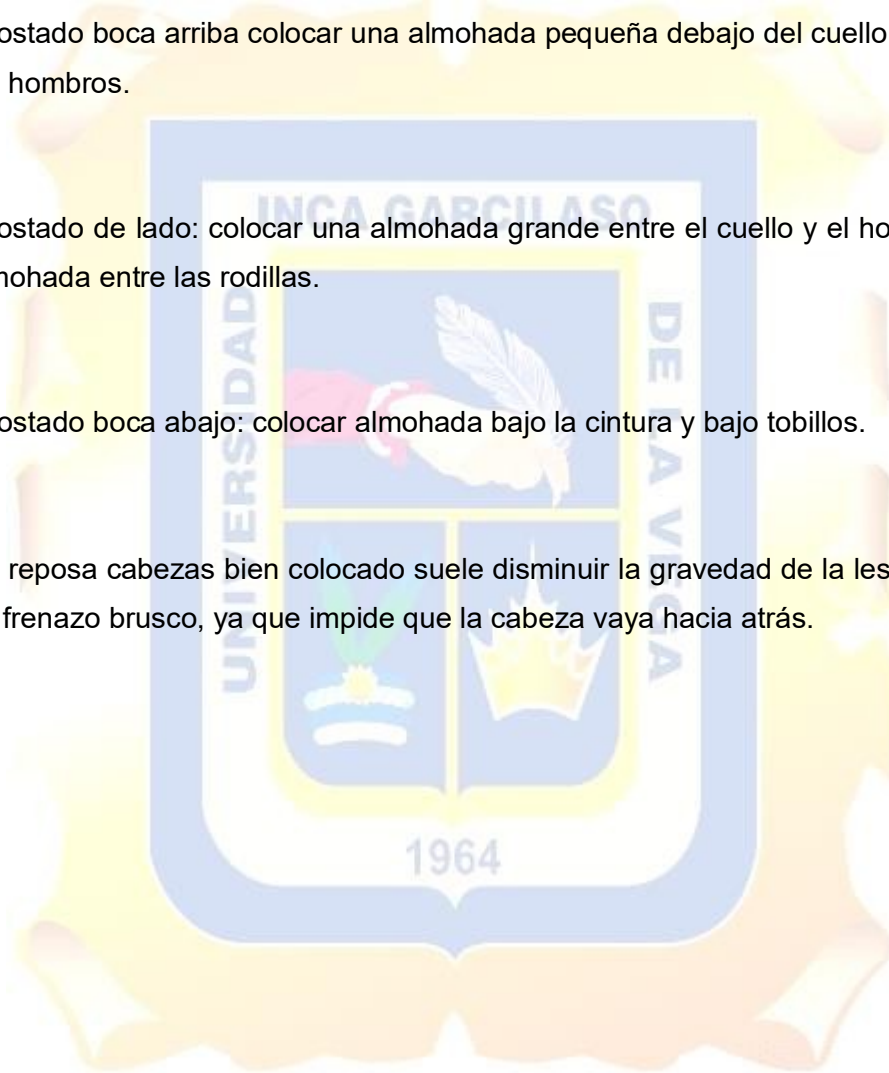 ostado boca arriba colocar una almohada pequeña debajo del cuello
hombros.
INCA GARCILASO
ostado de lado: colocar una almohada grande entre el cuello y el ho
mohada entre las rodillas.
UNIVERSIDAD
DE LA VEGA
ostado boca abajo: colocar almohada bajo la cintura y bajo tobillos.
reposa cabezas bien colocado suele disminuir la gravedad de la les
frenazo brusco, ya que impide que la cabeza vaya hacia atrás.
1964